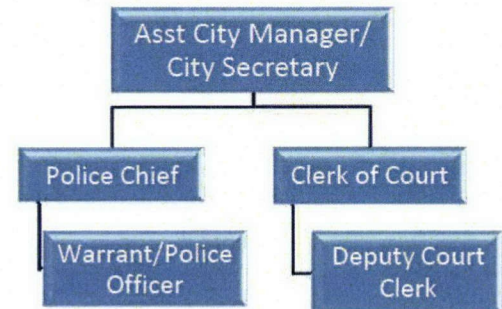 Asst City Manager/
City Secretary
Police Chief
Clerk of Court
Warrant/Police
Officer
Deputy Court
Clerk